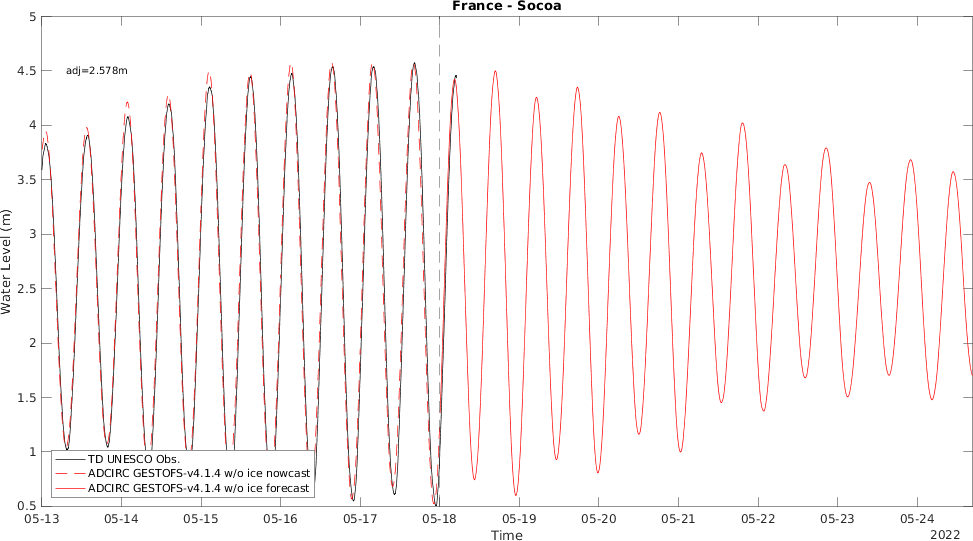 France - Socoa
adj=2.578m
Water Level (m)
5
4.5
4
3.5
3
2.5
2
1.5
1
0.5
TD UNESCO Obs.
ADCIRC GESTOFS-v4.1.4 w/o ice nowcast
ADCIRC GESTOFS-v4.1.4 w/o ice forecast
05-13 05-14 05-15 05-16 05-17 05-18 05-19 05-20 05-21 05-22 05-23 05-24
Time
2022